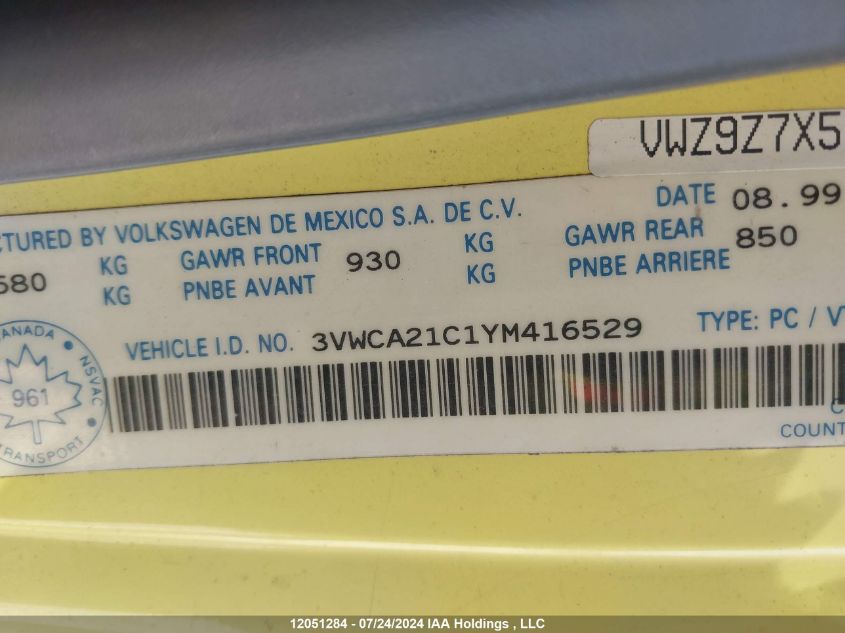 VWZ9Z7X5
CTURED BY VOLKSWAGEN DE MEXICO S.A. DE C.V. DATE 08.99
680 KG GAWR FRONT 930 KG GAWR REAR 850
KG PNBE AVANT KG PNBE ARRIERE
VEHICLE I.D. NO. 3VWCA21C1YM416529 TYPE: PC / V
CANADA NSVAC
961
TRANSPORT
C
COUNT
12051284 - 07/24/2024 IAA Holdings , LLC